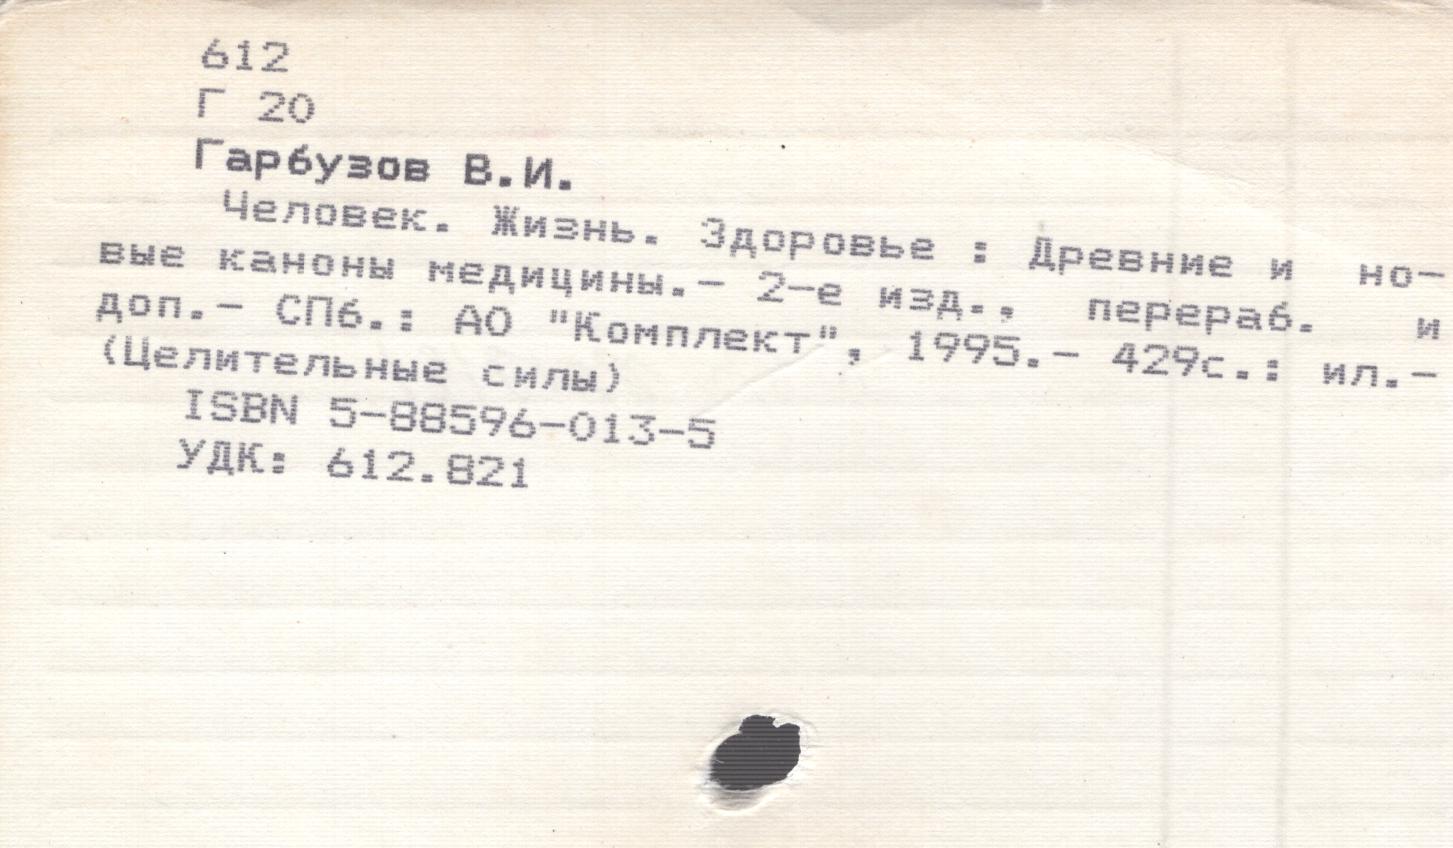 612
Г 20
Гарбузов В.И.
Человек. Жизнь. Здоровье : Древние и но-
вые каноны медицины.- 2-е изд., перераб. и
доп.- СПб.: АО "Комплект", 1995.- 429с.: ил.-
(Целительные силы)
ISBN 5-88596-013-5
УДК: 612.821